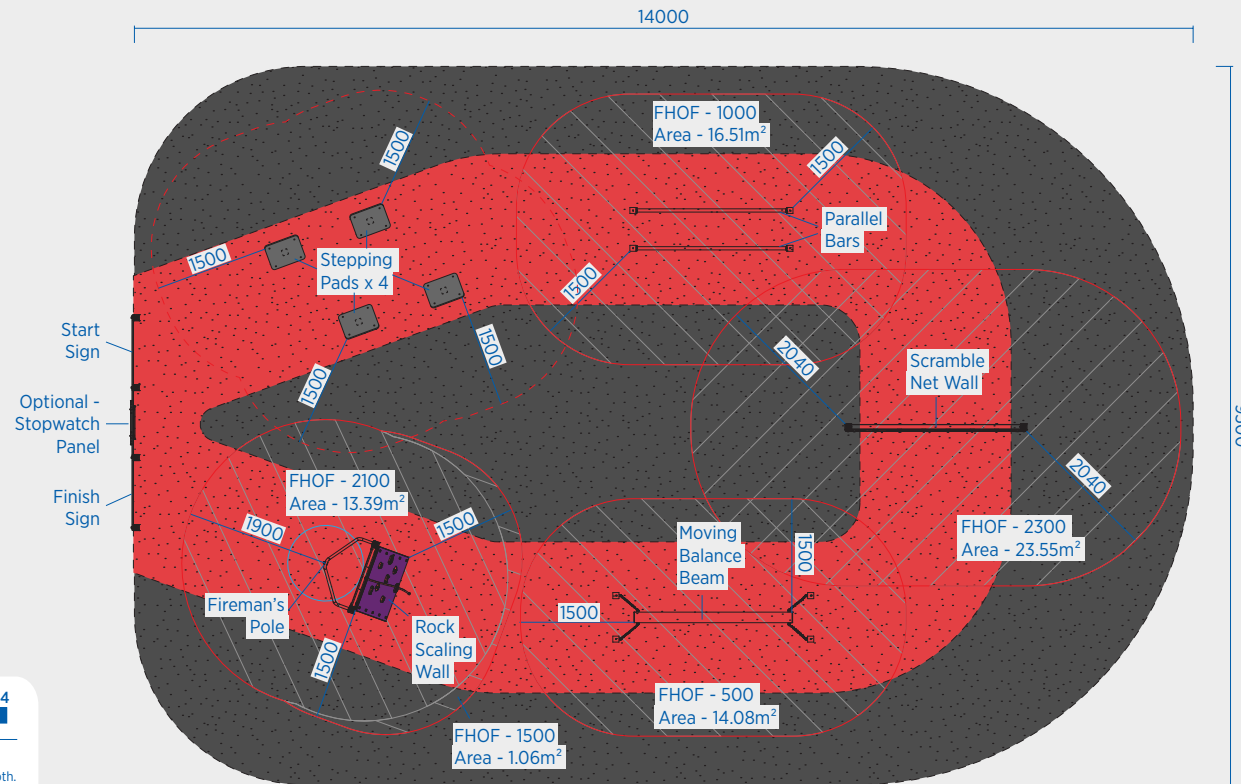 14000
FHOF - 1000
Area - 16.51m²
1500
1500
Parallel
Bars
Stepping
Pads x 4
1500
1500
1500
1500
Start
Sign
2040
Scramble
Net Wall
Optional -
Stopwatch
Panel
FHOF - 2100
Area - 13.39m²
2040
Finish
Sign
1900
1500
Moving
Balance
Beam
1500
FHOF - 2300
Area - 23.55m²
Fireman's
Pole
1500
Rock
Scaling
Wall
1500
FHOF - 500
Area - 14.08m²
4
FHOF - 1500
Area - 1.06m²
oth.